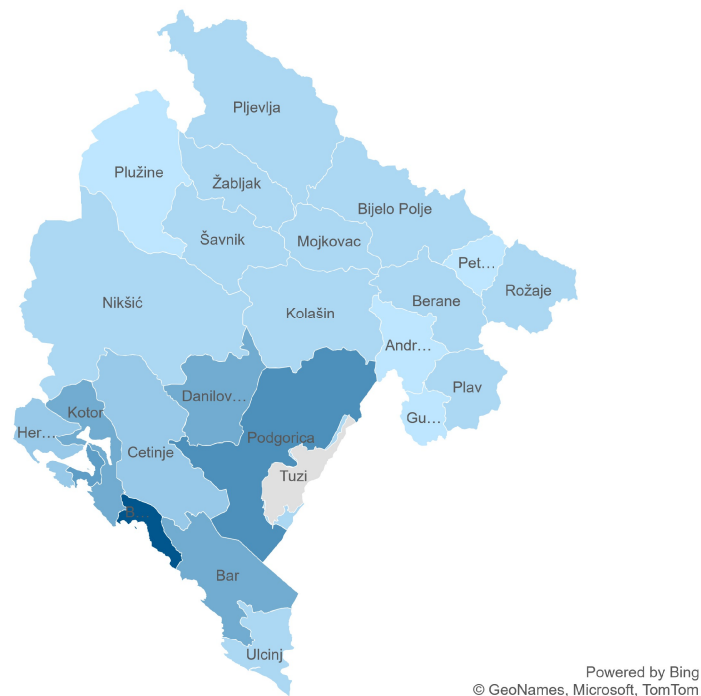 Pljevlja
Plužine
Žabljak
Bijelo Polje
Šavnik
Mojkovac
Pet...
Rožaje
Nikšić
Berane
Kolašin
Andr...
Plav
Danilov...
Kotor
Gu...
Her...
Podgorica
Cetinje
Tuzi
B...
Bar
Ulcinj
Powered by Bing
© GeoNames, Microsoft, TomTom